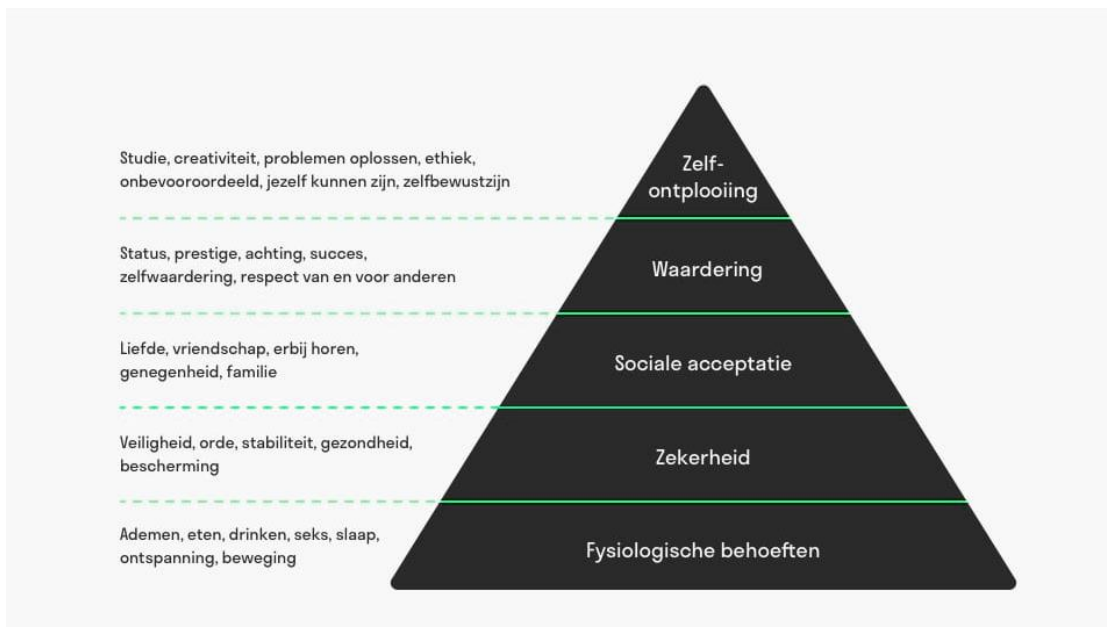 Studie, creativiteit, problemen oplossen, ethiek,
onbevooroordeeld, jezelf kunnen zijn, zelfbewustzijn
Zelf-
ontplooiing
Status, prestige, achting, succes,
zelfwaardering, respect van en voor anderen
Waardering
Liefde, vriendschap, erbij horen,
genegenheid, familie
Sociale acceptatie
Veiligheid, orde, stabiliteit, gezondheid,
bescherming
Zekerheid
Ademen, eten, drinken, seks, slaap,
ontspanning, beweging
Fysiologische behoeften